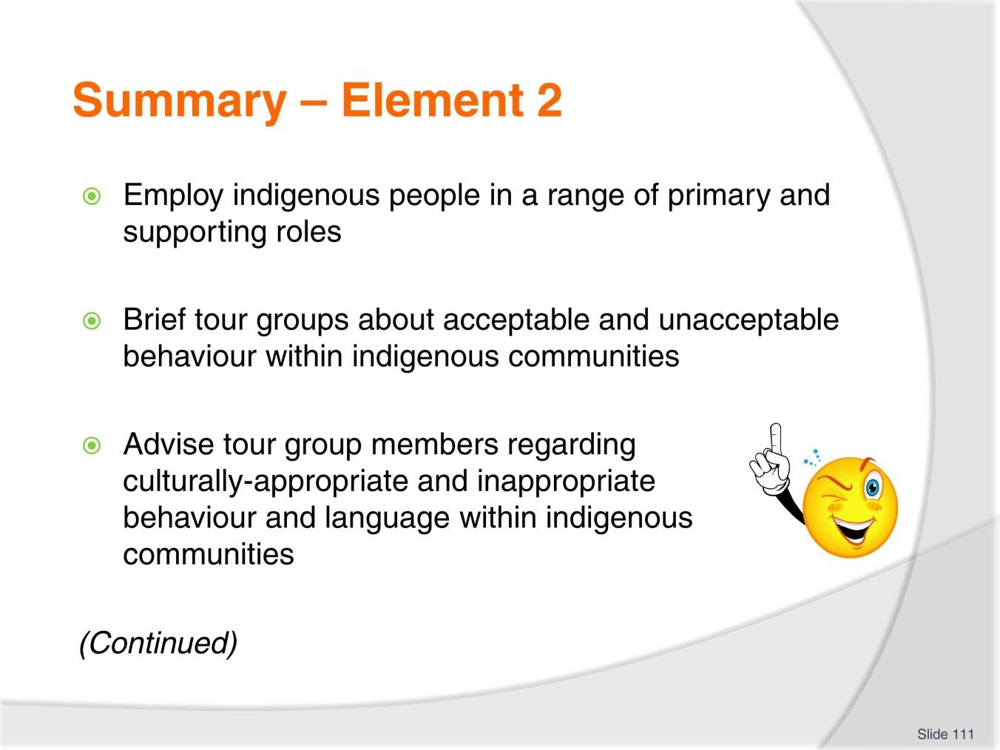 Summary – Element 2
Employ indigenous people in a range of primary and
supporting roles
Brief tour groups about acceptable and unacceptable
behaviour within indigenous communities
Advise tour group members regarding
culturally-appropriate and inappropriate
behaviour and language within indigenous
communities
(Continued)
Slide 111